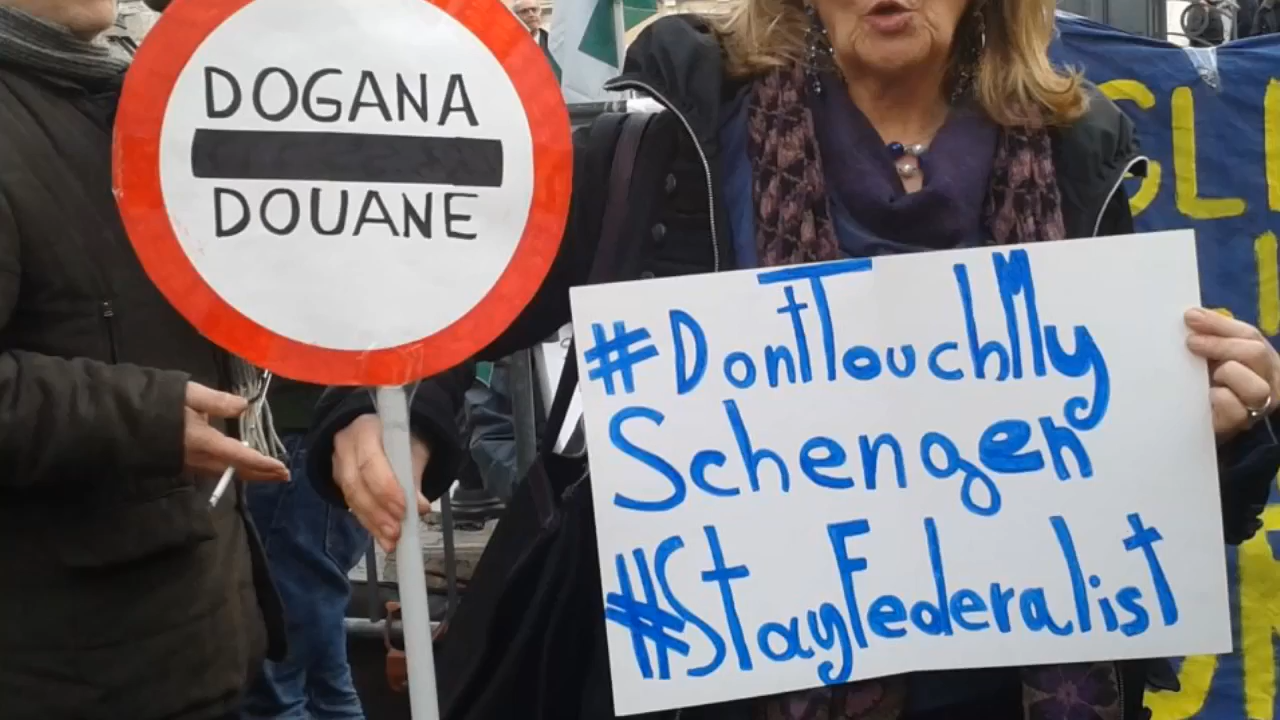 DOGANA
DOUANE
#DontTouchMy
Schengen
#StayFederalist